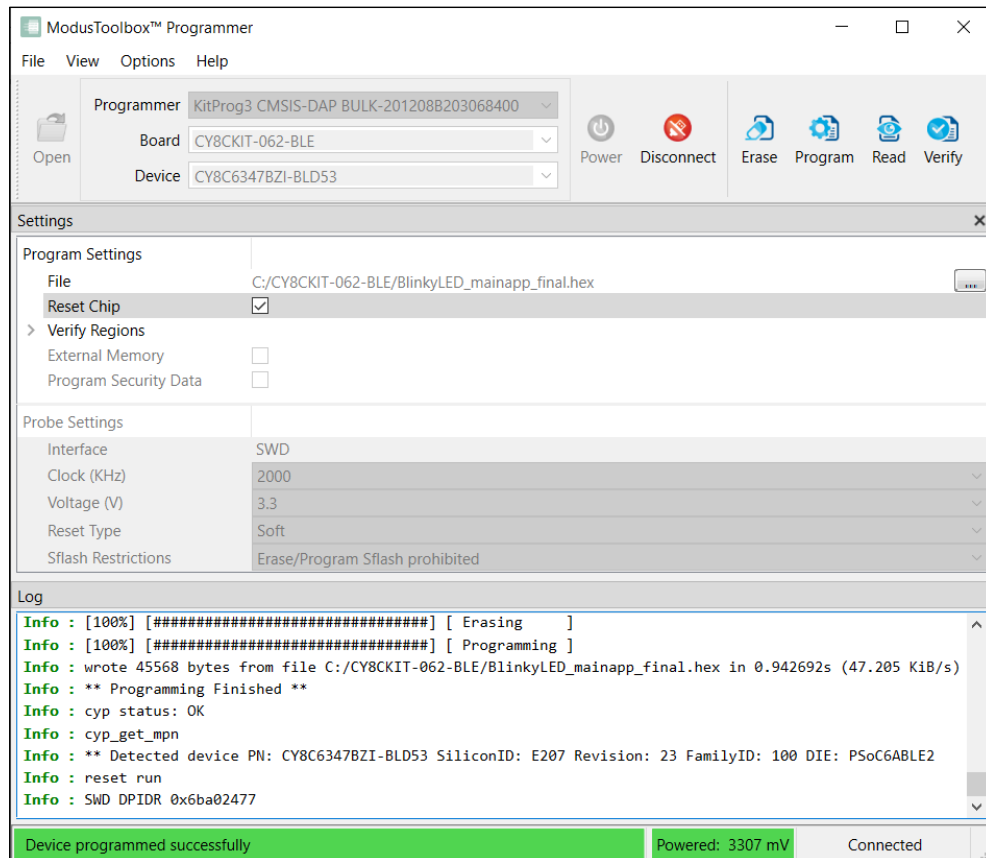 ModusToolbox™ Programmer
File View Options Help
Open
Programmer KitProg3 CMSIS-DAP BULK-201208B203068400
Board CY8CKIT-062-BLE
Device CY8C6347BZI-BLD53
Power Disconnect Erase Program Read Verify
Settings
Program Settings
File C:/CY8CKIT-062-BLE/BlinkyLED_mainapp_final.hex ...
Reset Chip
Verify Regions
External Memory
Program Security Data
Probe Settings
Interface SWD
Clock (KHz) 2000
Voltage (V) 3.3
Reset Type Soft
Sflash Restrictions Erase/Program Sflash prohibited
Log
Info : [100%] [################################] [ Erasing ]
Info : [100%] [################################] [ Programming ]
Info : wrote 45568 bytes from file C:/CY8CKIT-062-BLE/BlinkyLED_mainapp_final.hex in 0.942692s (47.205 KiB/s)
Info : ** Programming Finished **
Info : cyp status: OK
Info : cyp_get_mpn
Info : ** Detected device PN: CY8C6347BZI-BLD53 SiliconID: E207 Revision: 23 FamilyID: 100 DIE: PSoC6ABLE2
Info : reset run
Info : SWD DPIDR 0x6ba02477
Device programmed successfully Powered: 3307 mV Connected